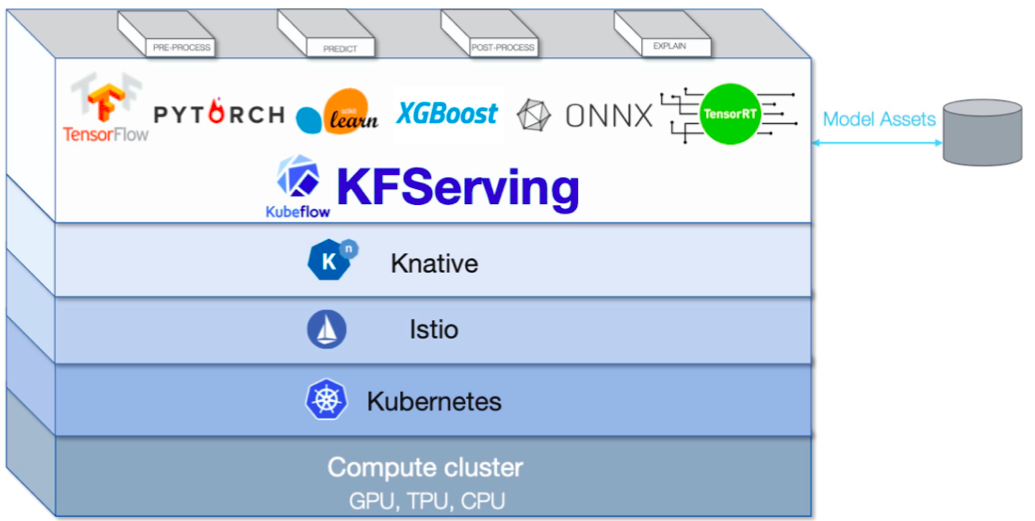 PRE-PROCESS
PREDICT
POST-PROCESS
EXPLAIN
TensorFlow
PYTORCH
scikit
learn
XGBoost
ONNX
TensorRT
Model Assets
Kubeflow
KFServing
K
n
Knative
Istio
Kubernetes
Compute cluster
GPU, TPU, CPU